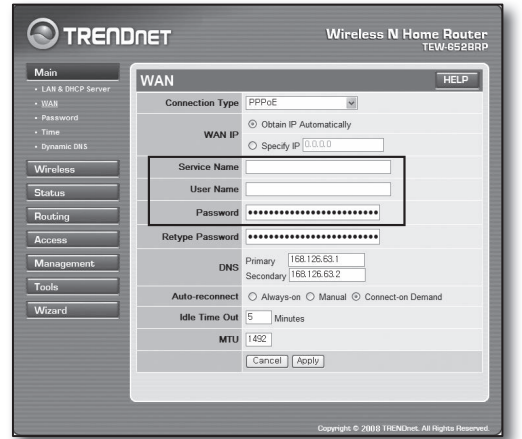 TRENDNET
Wireless N Home Router
TEW-652BRP
Main
• LAN & DHCP Server
• WAN
• Password
• Time
• Dynamic DNS
Wireless
Status
Routing
Access
Management
Tools
Wizard
WAN
HELP
Connection Type PPPoE
WAN IP
Obtain IP Automatically
Specify IP 0.0.0.0
Service Name
User Name
Password •••••••••••••••••••••••••
Retype Password •••••••••••••••••••••••••
DNS
Primary 168.126.63.1
Secondary 168.126.63.2
Auto-reconnect Always-on Manual Connect-on Demand
Idle Time Out 5 Minutes
MTU 1492
Cancel Apply
Copyright © 2008 TRENDnet. All Rights Reserved.